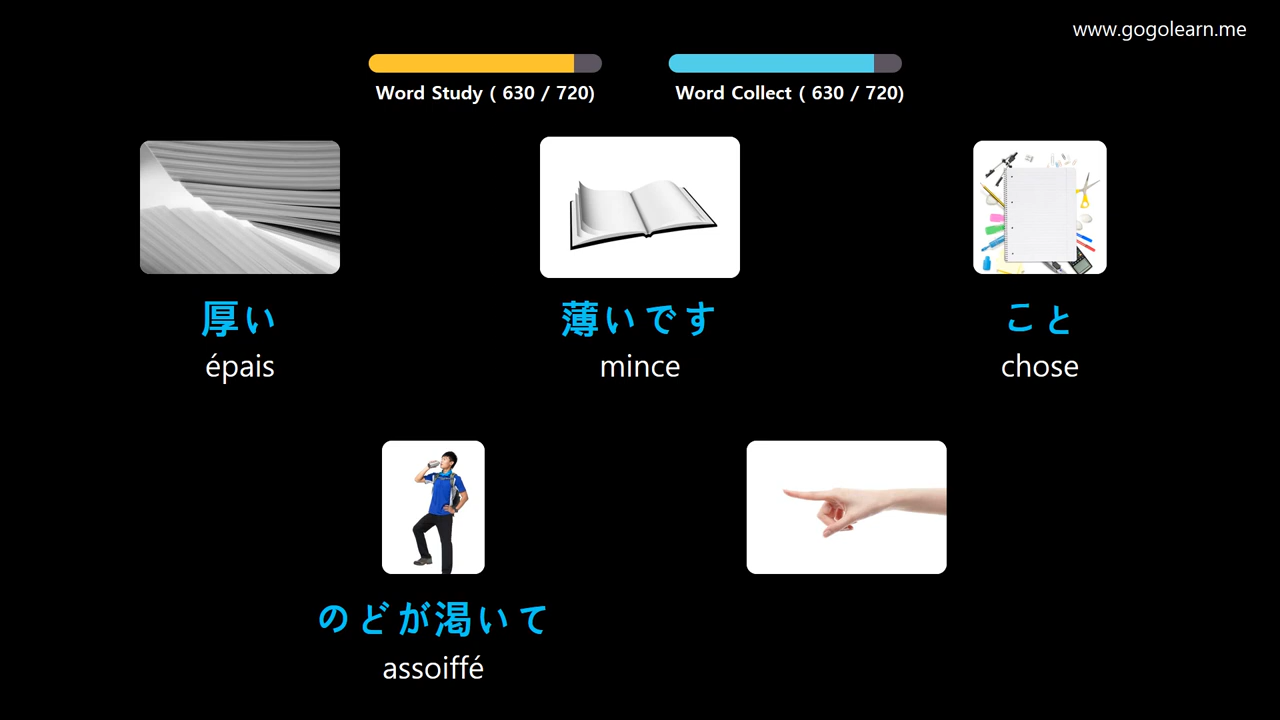 www.gogolearn.me
Word Study ( 630 / 720)
Word Collect ( 630 / 720)
厚い
épais
薄いです
mince
こと
chose
のどが渇いて
assoiffé